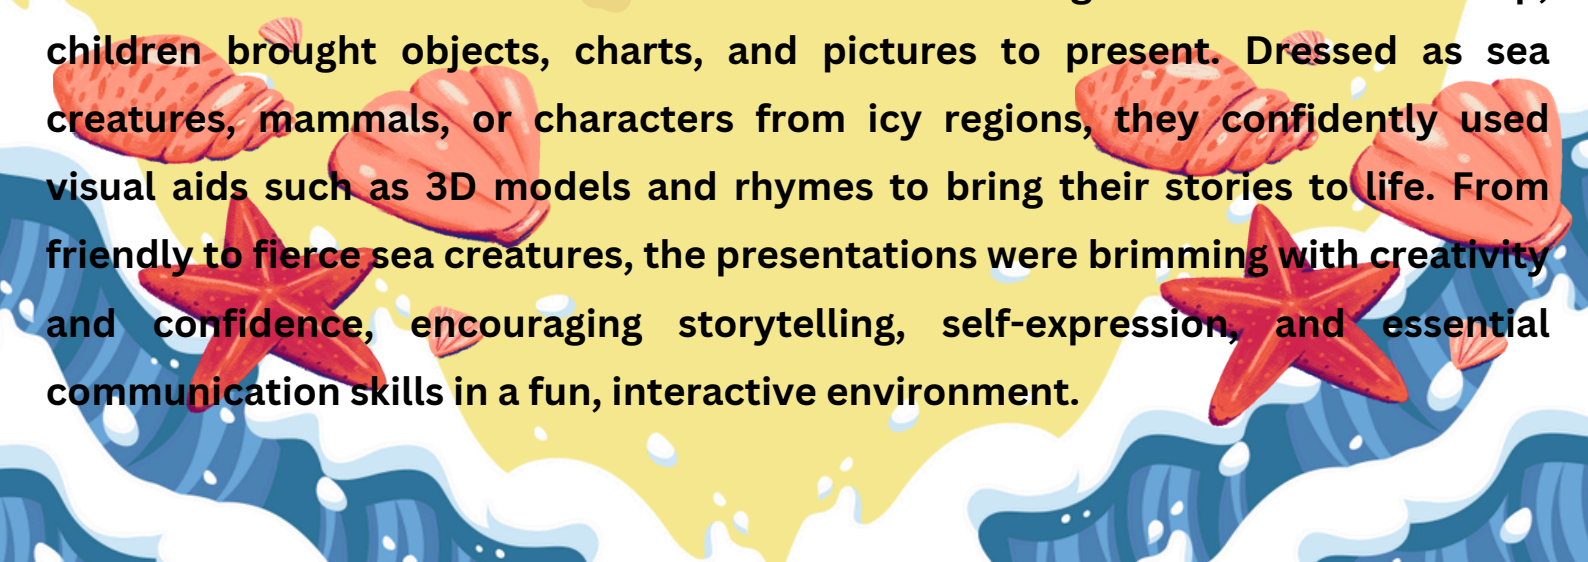 children brought objects, charts, and pictures to present. Dressed as sea
creatures, mammals, or characters from icy regions, they confidently used
visual aids such as 3D models and rhymes to bring their stories to life. From
friendly to fierce sea creatures, the presentations were brimming with creativity
and confidence, encouraging storytelling, self-expression, and essential
communication skills in a fun, interactive environment.